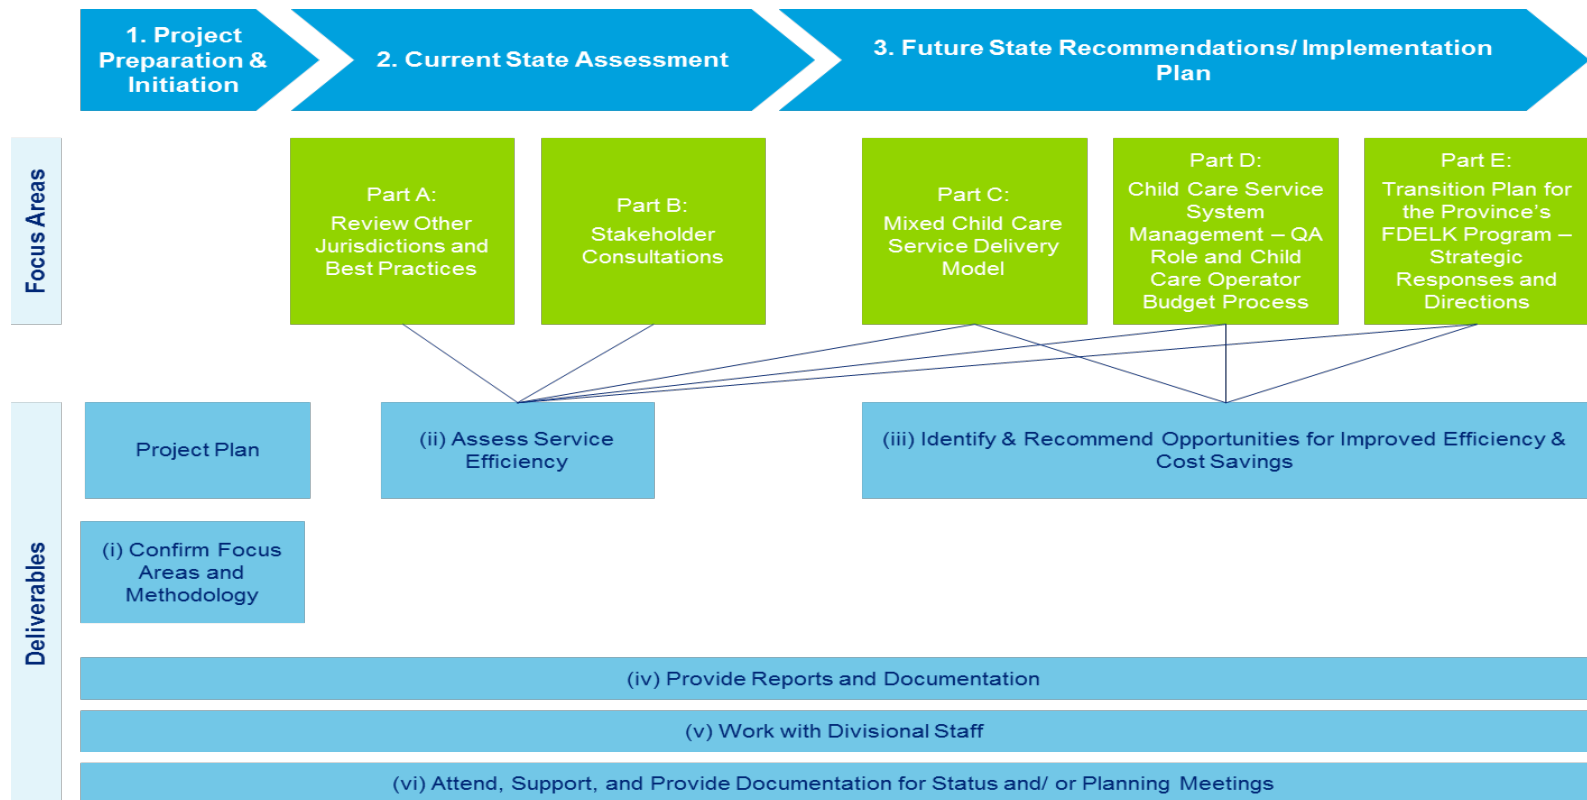 1. Project
Preparation &
Initiation
2. Current State Assessment
3. Future State Recommendations/ Implementation
Plan
Focus Areas
Part A:
Review Other
Jurisdictions and
Best Practices
Part B:
Stakeholder
Consultations
Part C:
Mixed Child Care
Service Delivery
Model
Part D:
Child Care Service
System
Management – QA
Role and Child
Care Operator
Budget Process
Part E:
Transition Plan for
the Province's
FDELK Program –
Strategic
Responses and
Directions
Deliverables
Project Plan
(ii) Assess Service
Efficiency
(iii) Identify & Recommend Opportunities for Improved Efficiency &
Cost Savings
(i) Confirm Focus
Areas and
Methodology
(iv) Provide Reports and Documentation
(v) Work with Divisional Staff
(vi) Attend, Support, and Provide Documentation for Status and/ or Planning Meetings